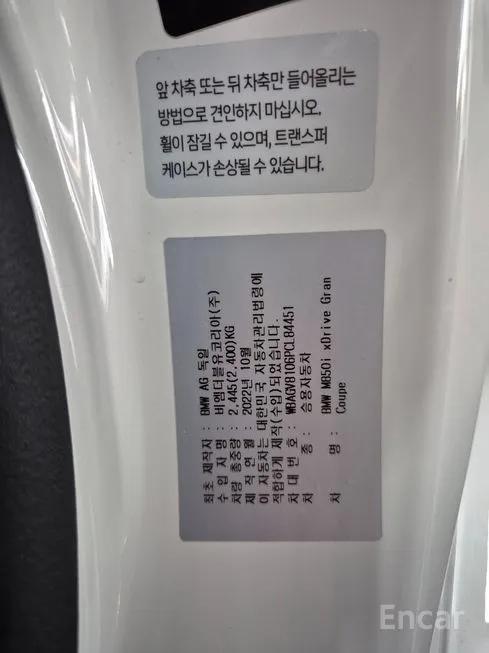 앞 차축 또는 뒤 차축만 들어올리는
방법으로 견인하지 마십시오.
휠이 잠길 수 있으며, 트랜스퍼
케이스가 손상될 수 있습니다.
최초 제작자 : BMW AG 독일
수 입 자 명 : 비엠더블유코리아(주)
차량 총중량 : 2,445(2,400)KG
제 작 연 월 : 2022년 10월
이 자동차는 대한민국 자동차관리법령에
적합하게 제작(수입)되었습니다.
차 대 번 호 : WBAGV8106PCL84451
차 종 : 승용자동차
차 명 : BMW M850i xDrive Gran
Coupe
Encar